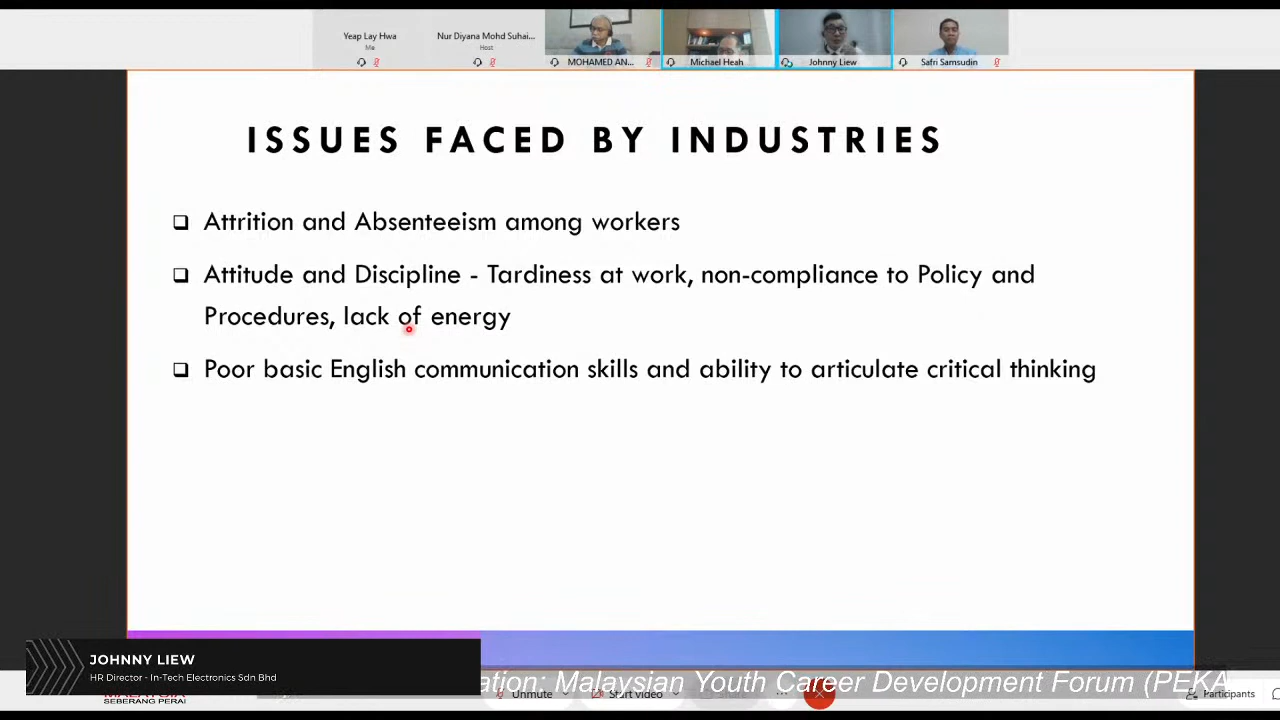 Yeap Lay Hwa
Me
Nur Diyana Mohd Suhai...
Host
MOHAMED AN...
Michael Heah
Johnny Liew
Safri Samsudin
ISSUES FACED BY INDUSTRIES
Attrition and Absenteeism among workers
Attitude and Discipline - Tardiness at work, non-compliance to Policy and
Procedures, lack of energy
Poor basic English communication skills and ability to articulate critical thinking
JOHNNY LIEW
HR Director - In-Tech Electronics Sdn Bhd
ation: Malaysian Youth Career Development Forum (PEKA
Unmute
Start video
Participants
MALAYSIA
SEBERANG PERAI